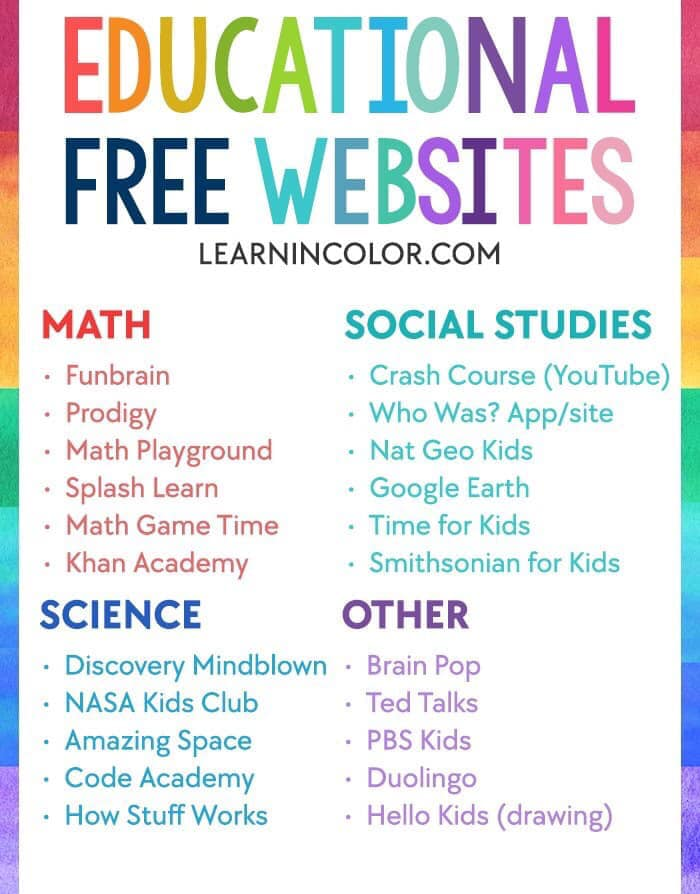 EDUCATIONAL
FREE WEBSITES
LEARNINCOLOR.COM
MATH
· Funbrain
· Prodigy
· Math Playground
· Splash Learn
· Math Game Time
· Khan Academy
SOCIAL STUDIES
· Crash Course (YouTube)
· Who Was? App/site
· Nat Geo Kids
· Google Earth
· Time for Kids
· Smithsonian for Kids
SCIENCE
· Discovery Mindblown
· NASA Kids Club
· Amazing Space
· Code Academy
· How Stuff Works
OTHER
· Brain Pop
· Ted Talks
· PBS Kids
· Duolingo
· Hello Kids (drawing)